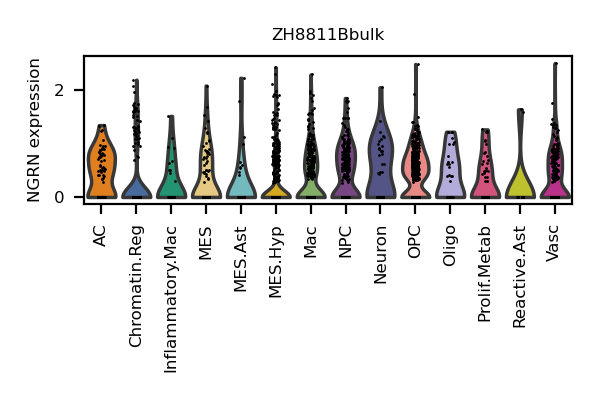 ZH8811Bbulk
NGRN expression
2
0
AC
Chromatin.Reg
Inflammatory.Mac
MES
MES.Ast
MES.Hyp
Mac
NPC
Neuron
OPC
Oligo
Prolif.Metab
Reactive.Ast
Vasc